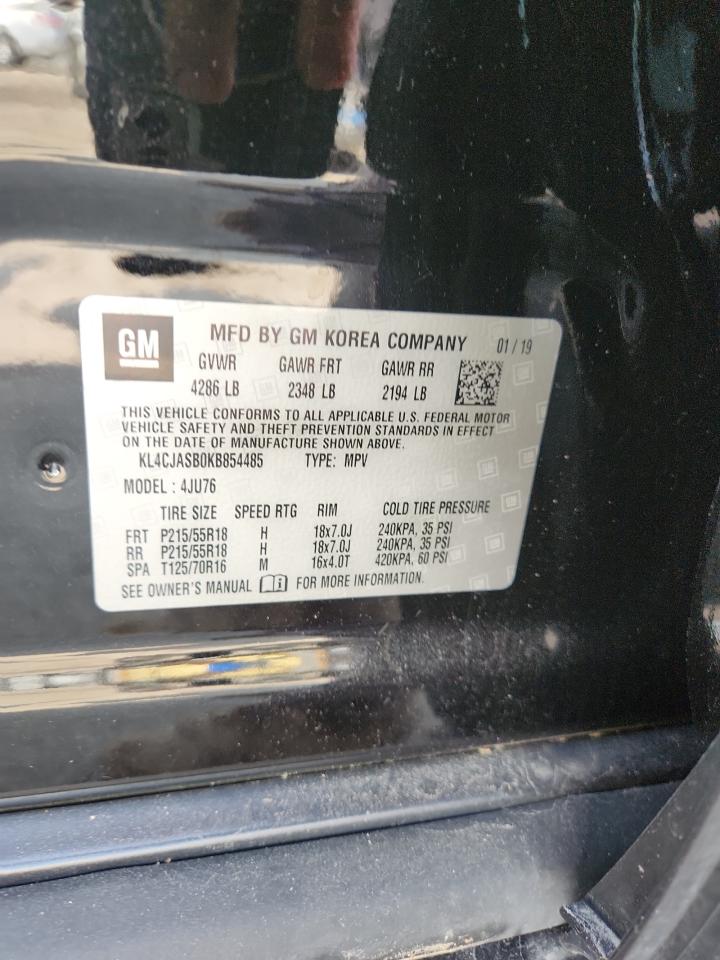 GM MFD BY GM KOREA COMPANY 01 / 19
GVWR GAWR FRT GAWR RR
4286 LB 2348 LB 2194 LB
THIS VEHICLE CONFORMS TO ALL APPLICABLE U.S. FEDERAL MOTOR
VEHICLE SAFETY AND THEFT PREVENTION STANDARDS IN EFFECT
ON THE DATE OF MANUFACTURE SHOWN ABOVE.
KL4CJASB0KB854485 TYPE: MPV
MODEL : 4JU76
TIRE SIZE SPEED RTG RIM COLD TIRE PRESSURE
FRT P215/55R18 H 18x7.0J 240KPA, 35 PSI
RR P215/55R18 H 18x7.0J 240KPA, 35 PSI
SPA T125/70R16 M 16x4.0T 420KPA, 60 PSI
SEE OWNER'S MANUAL FOR MORE INFORMATION.